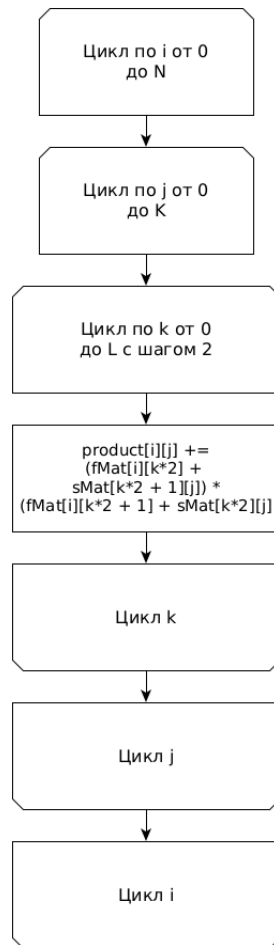 Цикл по i от 0
до N
Цикл по j от 0
до K
Цикл по k от 0
до L с шагом 2
product[i][j] +=
(fMat[i][k*2] +
sMat[k*2 + 1][j]) *
(fMat[i][k*2 + 1] + sMat[k*2][j]
Цикл k
Цикл j
Цикл i